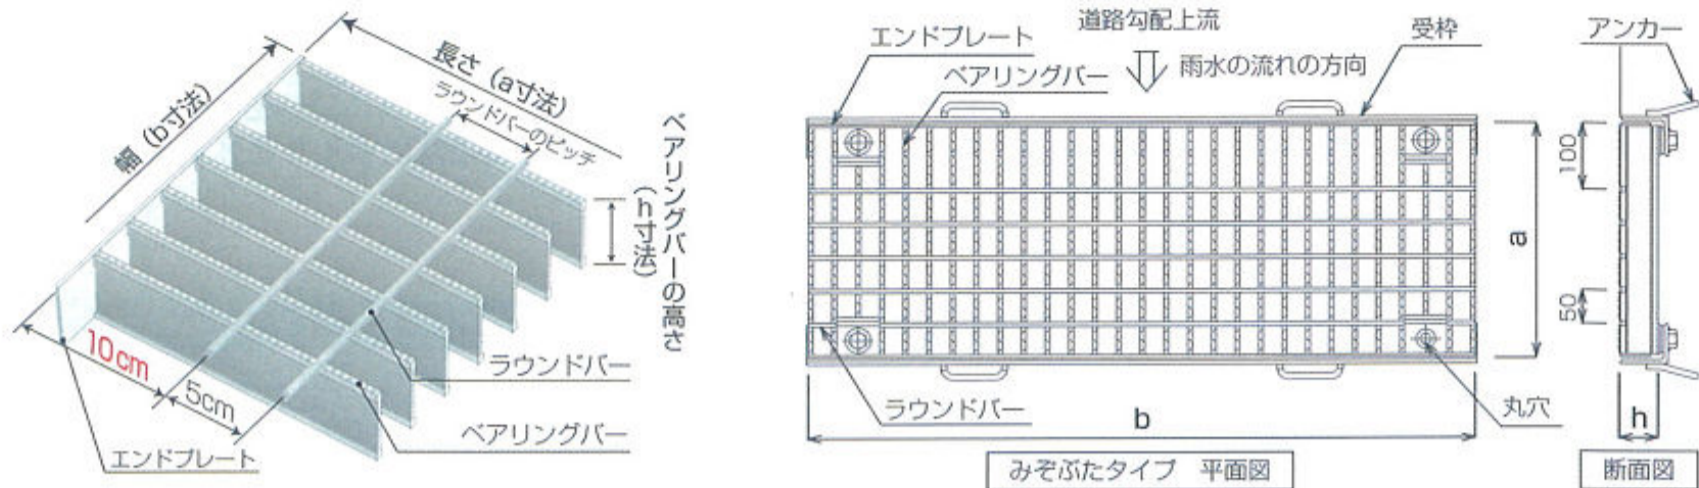 長さ（a寸法）
ラウンドバーのピッチ
幅（b寸法）
ベアリングバーの高さ
（h寸法）
10cm
5cm
ラウンドバー
ベアリングバー
エンドプレート
道路勾配上流
雨水の流れの方向
エンドプレート
ベアリングバー
受枠
アンカー
100
a
50
ラウンドバー
b
丸穴
h
みぞぶたタイプ　平面図
断面図